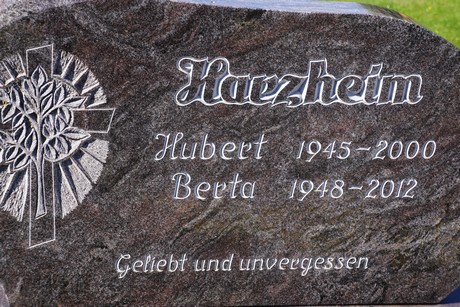 Harzheim
Hubert 1945-2000
Berta 1948-2012
Geliebt und unvergessen